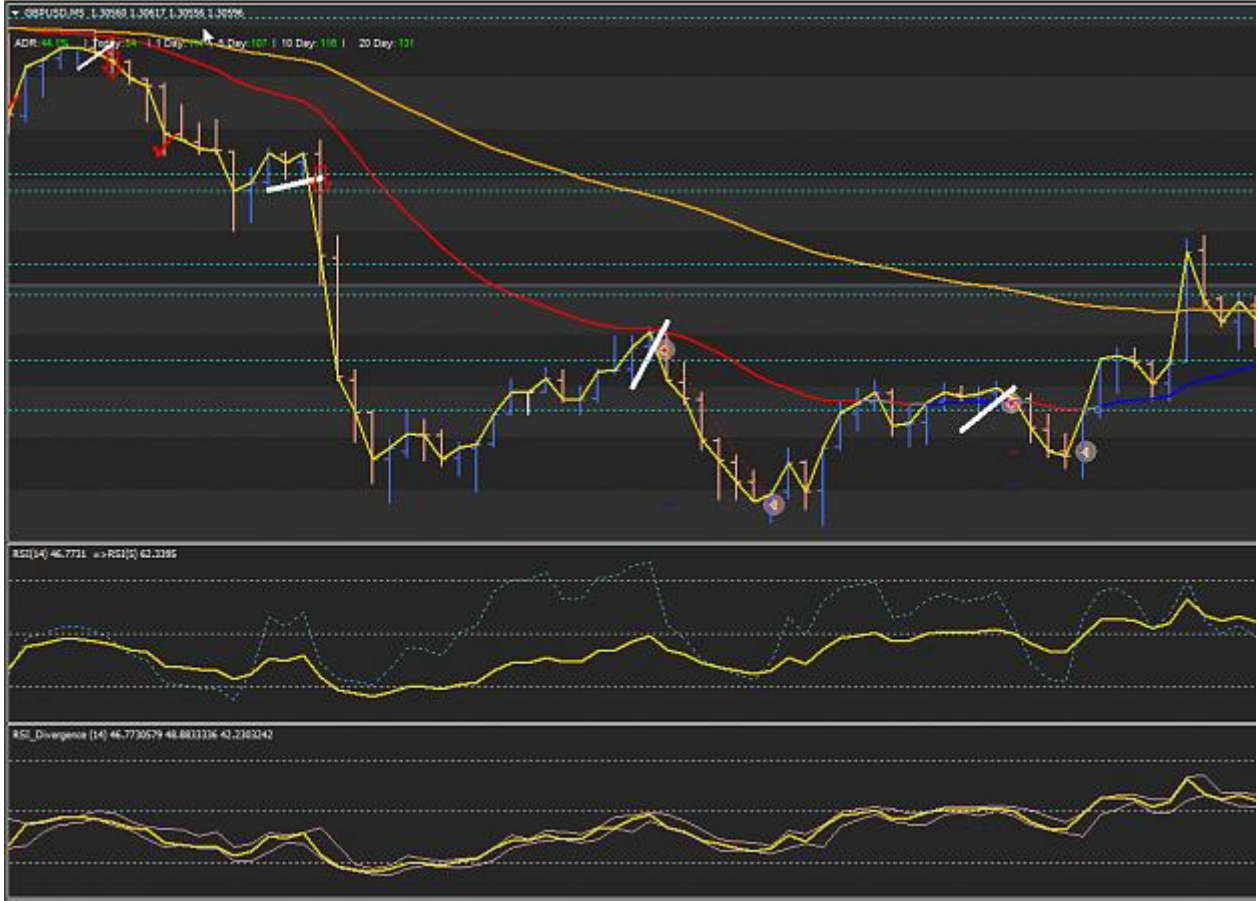 GBPUSD,M5 1.30560 1.30617 1.30556 1.30596
ADR: 44.1% | Today: 54 | 1 Day: | 5 Day: 107 | 10 Day: 118 | 20 Day: 131
RSI(14) 46.7731 =>RSI(5) 62.3395
RSI_Divergence (14) 46.7730579 48.8833336 42.2303242